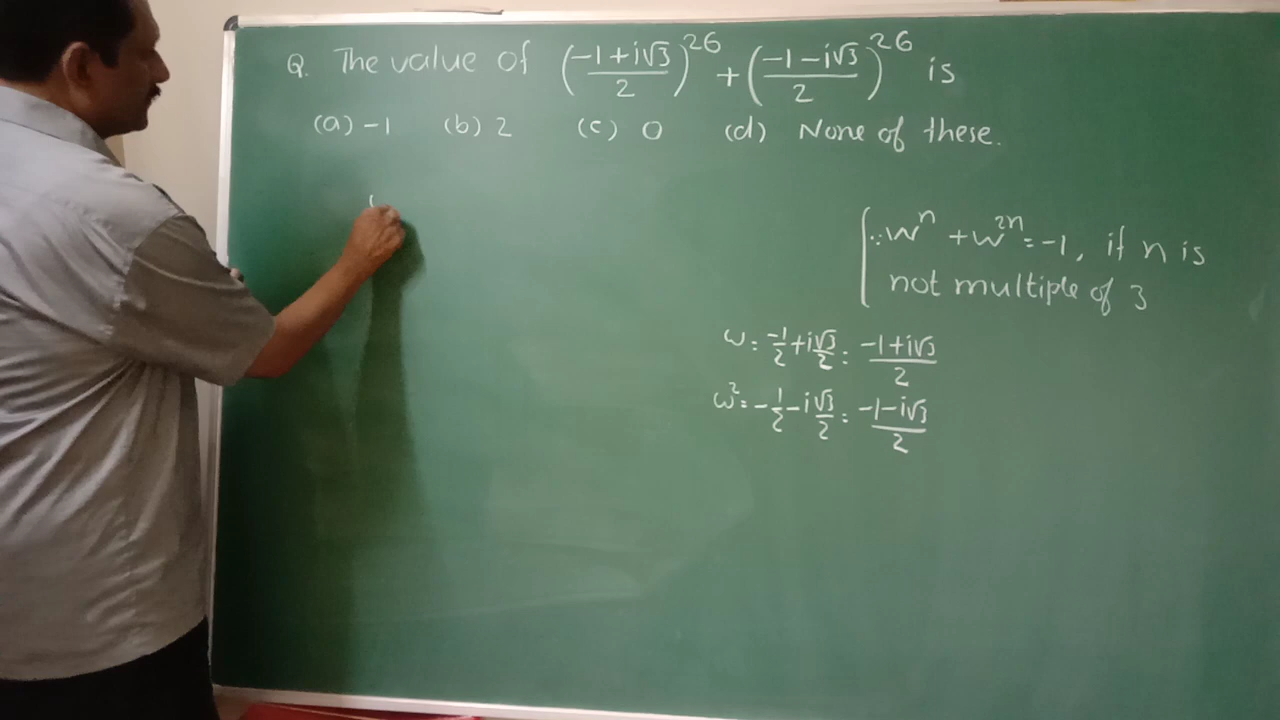 Q. The value of (−1+i√3/2)^26 + (−1−i√3/2)^26 is
(a) −1 (b) 2 (c) 0 (d) None of these.
∵ w^n + w^2n = −1, if n is
not multiple of 3
ω = −1/2 + i√3/2 = −1+i√3/2
ω^2 = −1/2 − i√3/2 = −1−i√3/2